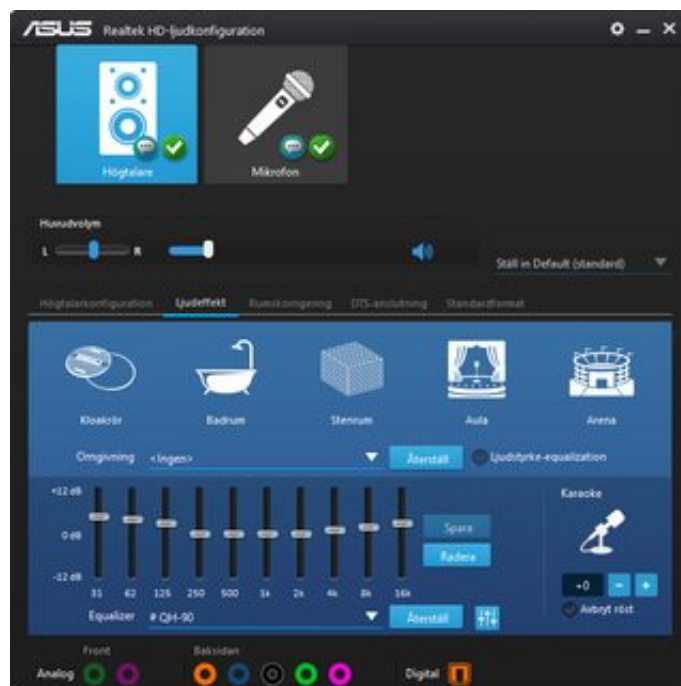 ASUS Realtek HD-ljudkonfiguration
Högtalare Mikrofon
Huvudvolym
L R
Ställ in Default (standard)
Högtalarkonfiguration Ljudeffekt Rumskorrigering DTS-anslutning Standardformat
Kloakrör Badrum Stenrum Aula Arena
Omgivning <Ingen> Återställ Ljudstyrke-equalization
+12 dB
0 dB
-12 dB
31 62 125 250 500 1k 2k 4k 8k 16k
Spara
Radera
Equalizer # QH-90 Återställ
Karaoke
+0 - +
Avbryt röst
Front Baksidan
Analog Digital